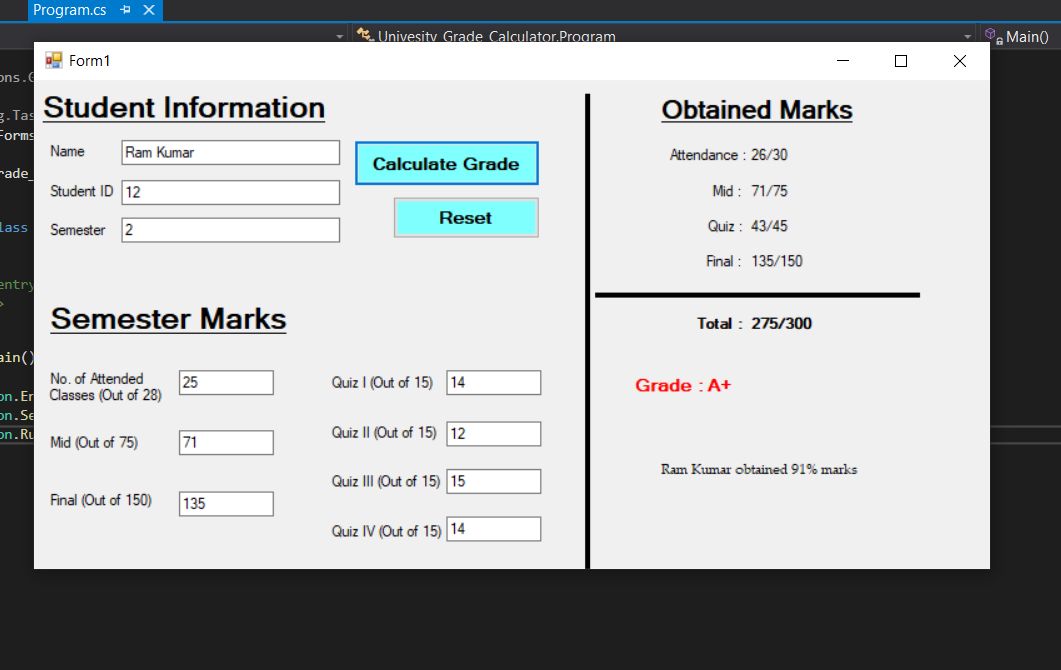 Program.cs
Univesity_Grade_Calculator.Program
Main()
Form1
Student Information
Name
Ram Kumar
Student ID
12
Semester
2
Calculate Grade
Reset
Semester Marks
No. of Attended
Classes (Out of 28)
25
Mid (Out of 75)
71
Final (Out of 150)
135
Quiz I (Out of 15)
14
Quiz II (Out of 15)
12
Quiz III (Out of 15)
15
Quiz IV (Out of 15)
14
Obtained Marks
Attendance : 26/30
Mid : 71/75
Quiz : 43/45
Final : 135/150
Total : 275/300
Grade : A+
Ram Kumar obtained 91% marks
ons.G
g.Tas
Forms
rade_
lass
entry
>
ain()
on.En
on.Se
on.Ru